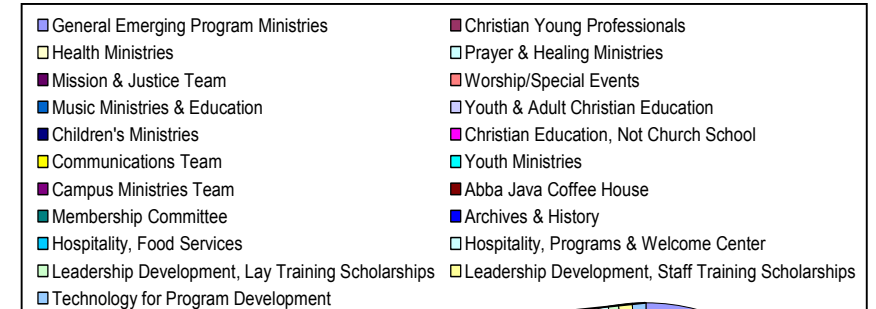 General Emerging Program Ministries Christian Young Professionals
Health Ministries Prayer & Healing Ministries
Mission & Justice Team Worship/Special Events
Music Ministries & Education Youth & Adult Christian Education
Children's Ministries Christian Education, Not Church School
Communications Team Youth Ministries
Campus Ministries Team Abba Java Coffee House
Membership Committee Archives & History
Hospitality, Food Services Hospitality, Programs & Welcome Center
Leadership Development, Lay Training Scholarships Leadership Development, Staff Training Scholarships
Technology for Program Development